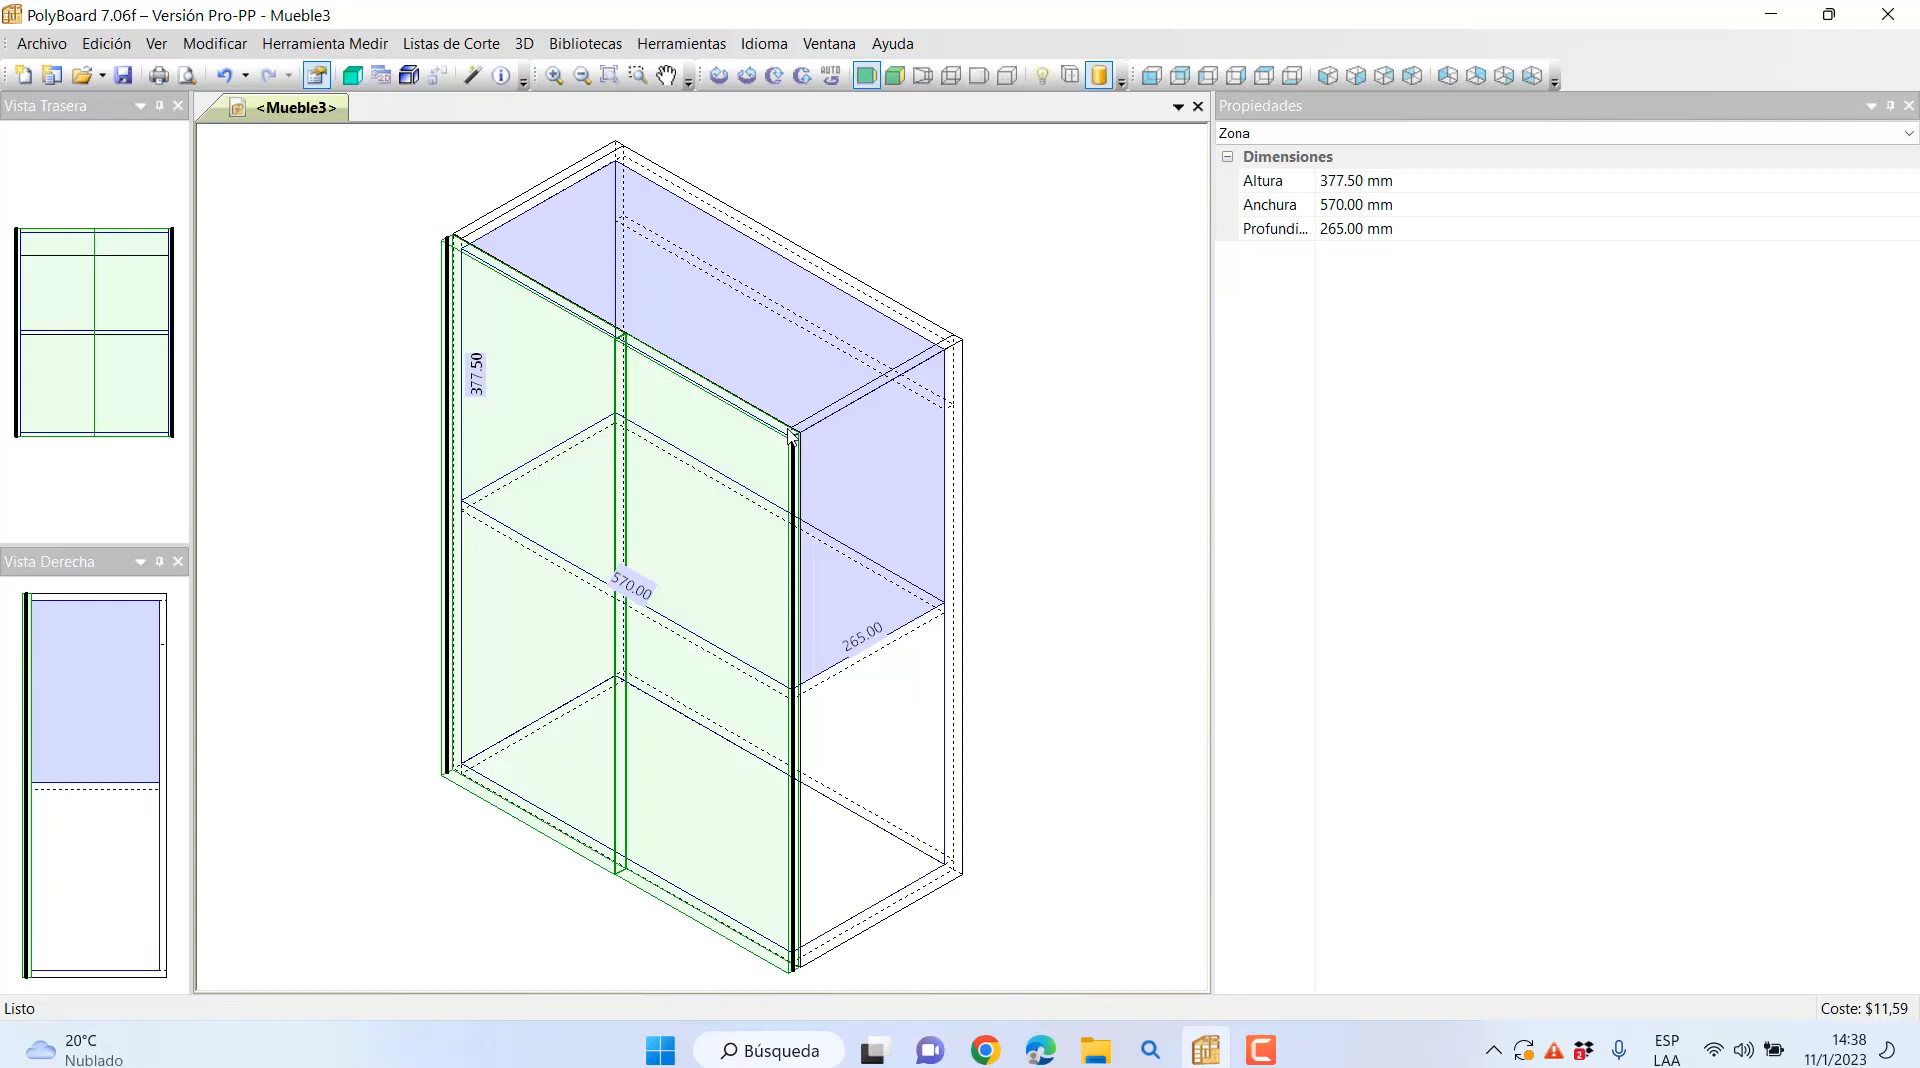 PolyBoard 7.06f – Versión Pro-PP - Mueble3
Archivo Edición Ver Modificar Herramienta Medir Listas de Corte 3D Bibliotecas Herramientas Idioma Ventana Ayuda
AUTO
Vista Trasera
<Mueble3>
Propiedades
Zona
Dimensiones
Altura 377.50 mm
Anchura 570.00 mm
Profundi... 265.00 mm
377.50
570.00
265.00
Vista Derecha
Listo
Coste: $11,59
20°C
Nublado
Búsqueda
2
ESP
LAA
14:38
11/1/2023